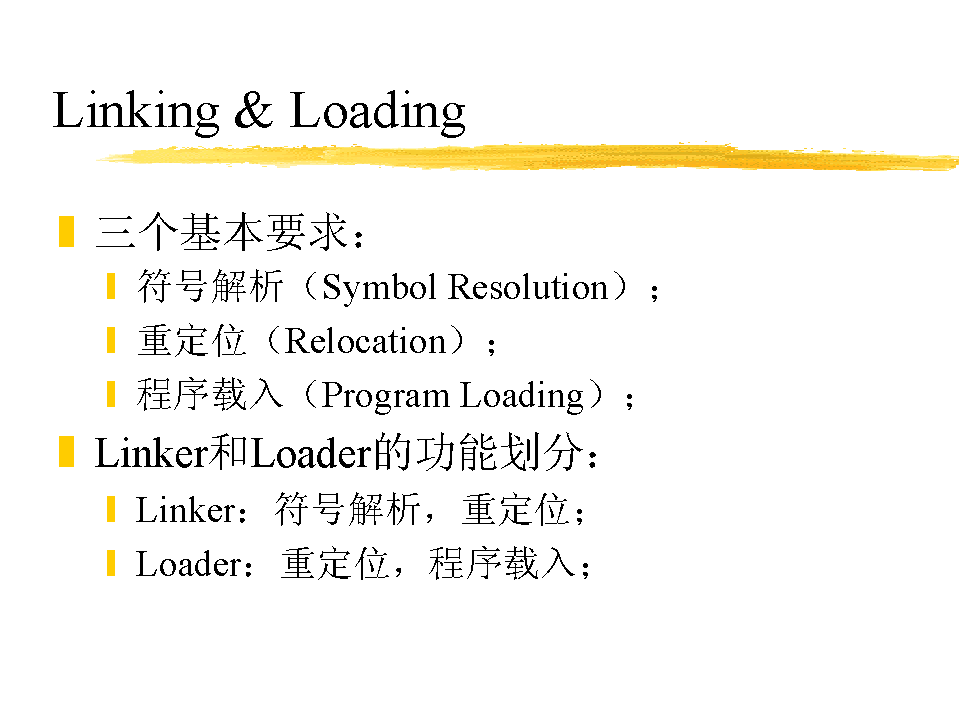 Linking & Loading
三个基本要求：
符号解析（Symbol Resolution）；
重定位（Relocation）；
程序载入（Program Loading）；
Linker和Loader的功能划分：
Linker：符号解析，重定位；
Loader：重定位，程序载入；